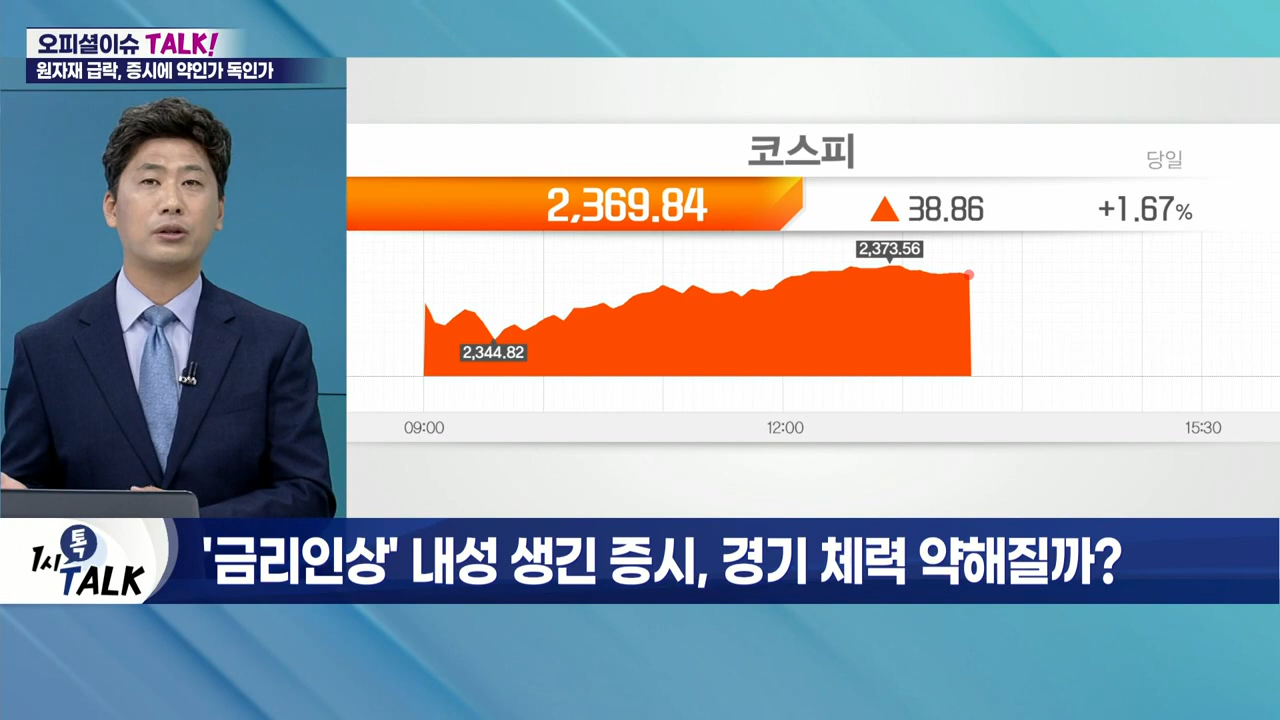 오피셜이슈 TALK!
원자재 급락, 증시에 약인가 독인가
코스피
당일
2,369.84 ▲ 38.86 +1.67%
2,373.56
2,344.82
09:00 12:00 15:30
1시 톡 TALK
'금리인상' 내성 생긴 증시, 경기 체력 약해질까?